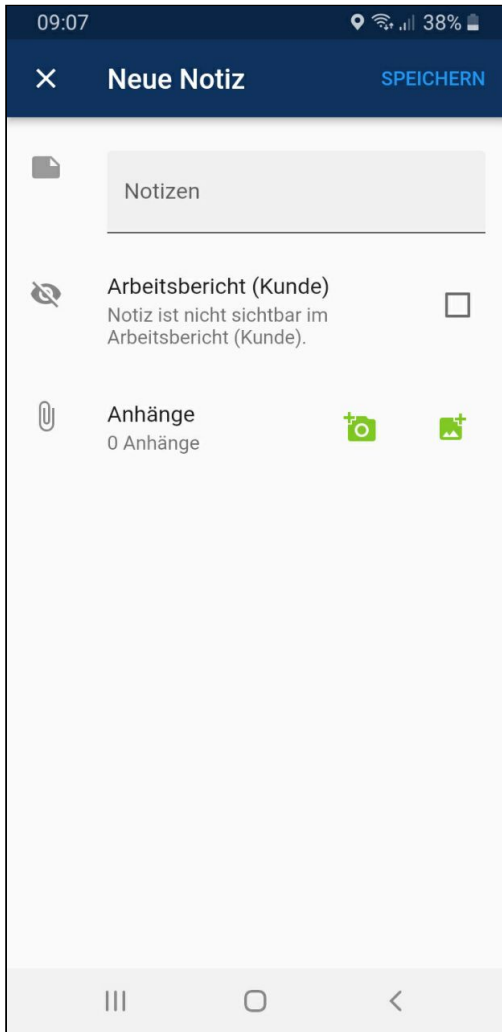 09:07 38%
Neue Notiz SPEICHERN
Notizen
Arbeitsbericht (Kunde)
Notiz ist nicht sichtbar im
Arbeitsbericht (Kunde).
Anhänge
0 Anhänge